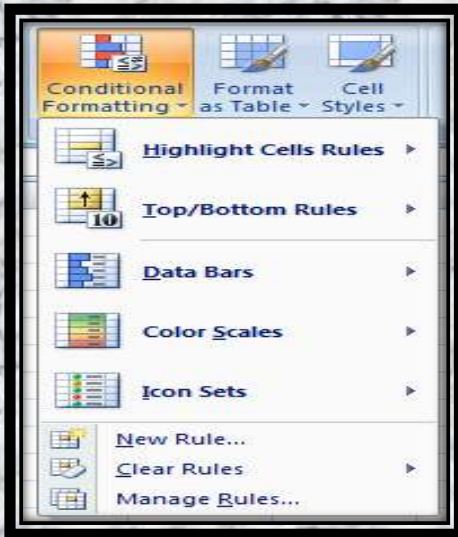 Conditional Formatting
Format as Table
Cell Styles
Highlight Cells Rules
10
Top/Bottom Rules
Data Bars
Color Scales
Icon Sets
New Rule...
Clear Rules
Manage Rules...